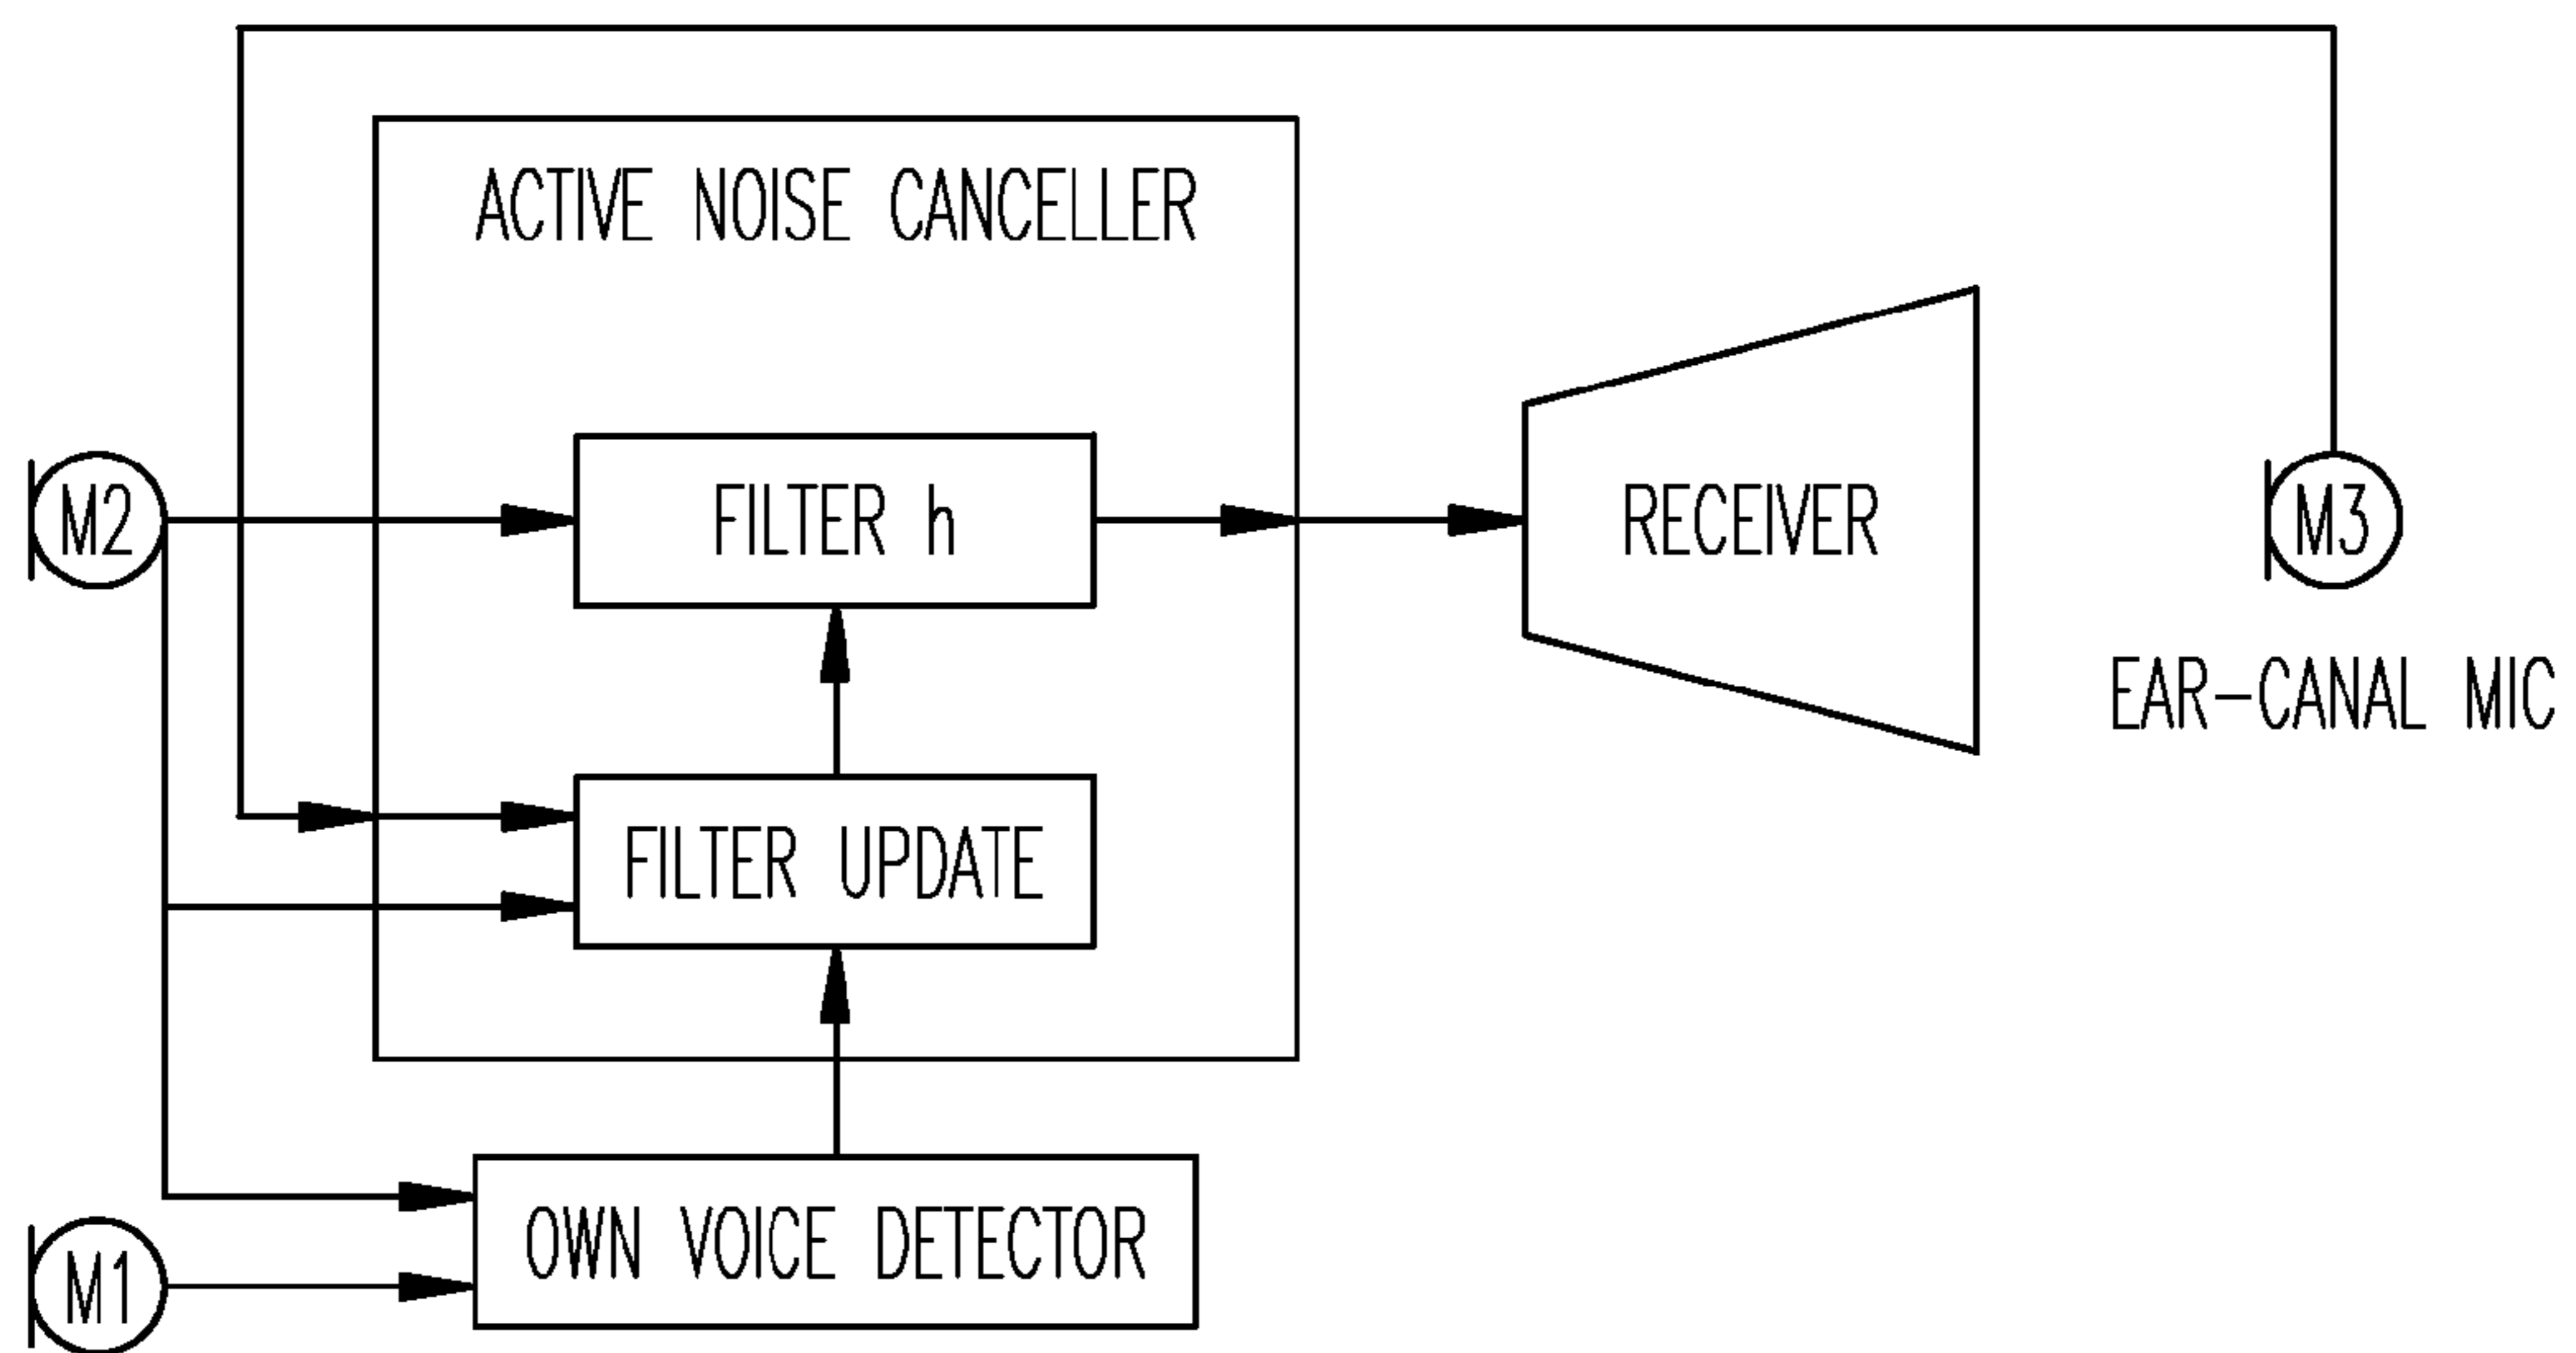 ACTIVE NOISE CANCELLER
M2
FILTER h
RECEIVER
M3
EAR-CANAL MIC
FILTER UPDATE
OWN VOICE DETECTOR
M1